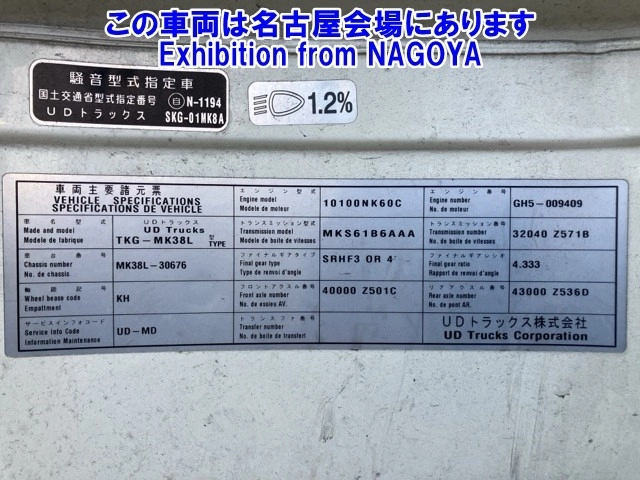 この車両は名古屋会場にあります
Exhibition from NAGOYA
騒音型式指定車
国土交通省型式指定番号 自 N-1194
UDトラックス SKG-01MK8A
1.2%
車両主要諸元票
VEHICLE SPECIFICATIONS
SPECIFICATIONS DE VEHICLE
エンジン型式
Engine model
Modele de moteur
10100NK60C
エンジン番号
Engine number
No. de moteur
GH5-009409
車名型式
Made and model
Modele de fabrique
UDトラックス
UD Trucks
TKG-MK38L 型 TYPE
トランスミッション型式
Transmission model
Modele de boite de vitesses
MKS61B6AAA
トランスミッション番号
Transmission number
No. de boite de vitesses
32040 Z571B
車台番号
Chassis number
No. de chassis
MK38L-30676
ファイナルギアタイプ
Final gear type
Type de renvoi d'angle
SRHF3 OR 4
ファイナルギアレシオ
Final gear ratio
Rapport de renvoi d'angle
4.333
軸距記号
Wheel bease code
Empattement
KH
フロントアクスル番号
Front axle number
No. de essieu AV.
40000 Z501C
リヤアクスル番号
Rear axle number
No. de pont AR.
43000 Z536D
サービスインフォコード
Service Info Code
Information Maintenance
UD-MD
トランスファ番号
Transfer number
No. de boite de transfert
UDトラックス株式会社
UD Trucks Corporation